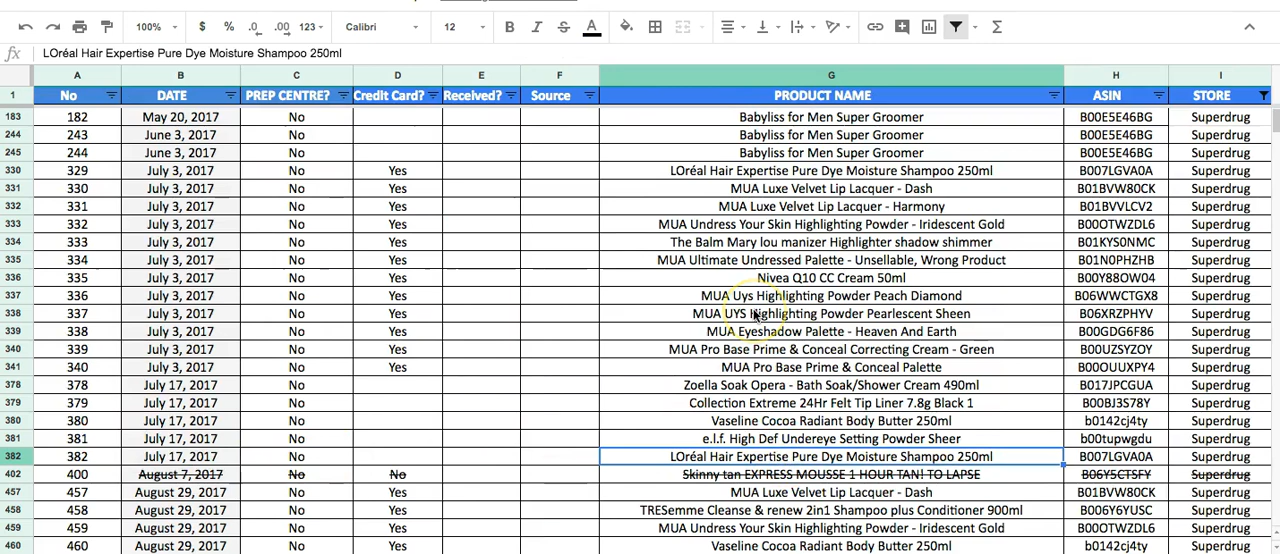 100% $ % .0 .00 123 Calibri 12 B I S A Σ
fx LOréal Hair Expertise Pure Dye Moisture Shampoo 250ml
A B C D E F G H I
1 No DATE PREP CENTRE? Credit Card? Received? Source PRODUCT NAME ASIN STORE
183 182 May 20, 2017 No Babyliss for Men Super Groomer B00E5E46BG Superdrug
244 243 June 3, 2017 No Babyliss for Men Super Groomer B00E5E46BG Superdrug
245 244 June 3, 2017 No Babyliss for Men Super Groomer B00E5E46BG Superdrug
330 329 July 3, 2017 No Yes LOréal Hair Expertise Pure Dye Moisture Shampoo 250ml B007LGVA0A Superdrug
331 330 July 3, 2017 No Yes MUA Luxe Velvet Lip Lacquer - Dash B01BVW80CK Superdrug
332 331 July 3, 2017 No Yes MUA Luxe Velvet Lip Lacquer - Harmony B01BVVLCV2 Superdrug
333 332 July 3, 2017 No Yes MUA Undress Your Skin Highlighting Powder - Iridescent Gold B00OTWZDL6 Superdrug
334 333 July 3, 2017 No Yes The Balm Mary lou manizer Highlighter shadow shimmer B01KYS0NMC Superdrug
335 334 July 3, 2017 No Yes MUA Ultimate Undressed Palette - Unsellable, Wrong Product B01N0PHZHB Superdrug
336 335 July 3, 2017 No Yes Nivea Q10 CC Cream 50ml B00Y88OW04 Superdrug
337 336 July 3, 2017 No Yes MUA Uys Highlighting Powder Peach Diamond B06WWCTGX8 Superdrug
338 337 July 3, 2017 No Yes MUA UYS Highlighting Powder Pearlescent Sheen B06XRZPHYV Superdrug
339 338 July 3, 2017 No Yes MUA Eyeshadow Palette - Heaven And Earth B00GDG6F86 Superdrug
340 339 July 3, 2017 No Yes MUA Pro Base Prime & Conceal Correcting Cream - Green B00UZSYZOY Superdrug
341 340 July 3, 2017 No Yes MUA Pro Base Prime & Conceal Palette B00OUUXPY4 Superdrug
378 378 July 17, 2017 No Zoella Soak Opera - Bath Soak/Shower Cream 490ml B017JPCGUA Superdrug
379 379 July 17, 2017 No Collection Extreme 24Hr Felt Tip Liner 7.8g Black 1 B00BJ3S78Y Superdrug
380 380 July 17, 2017 No Vaseline Cocoa Radiant Body Butter 250ml b0142cj4ty Superdrug
381 381 July 17, 2017 No e.l.f. High Def Undereye Setting Powder Sheer b00tupwgdu Superdrug
382 382 July 17, 2017 No LOréal Hair Expertise Pure Dye Moisture Shampoo 250ml B007LGVA0A Superdrug
402 400 August 7, 2017 No No Skinny tan EXPRESS MOUSSE 1 HOUR TAN! TO LAPSE B06Y5CTSFY Superdrug
457 457 August 29, 2017 No Yes MUA Luxe Velvet Lip Lacquer - Dash B01BVW80CK Superdrug
458 458 August 29, 2017 No Yes TRESemme Cleanse & renew 2in1 Shampoo plus Conditioner 900ml B006Y6YUSC Superdrug
459 459 August 29, 2017 No Yes MUA Undress Your Skin Highlighting Powder - Iridescent Gold B00OTWZDL6 Superdrug
460 460 August 29, 2017 No Yes Vaseline Cocoa Radiant Body Butter 250ml b0142cj4ty Superdrug